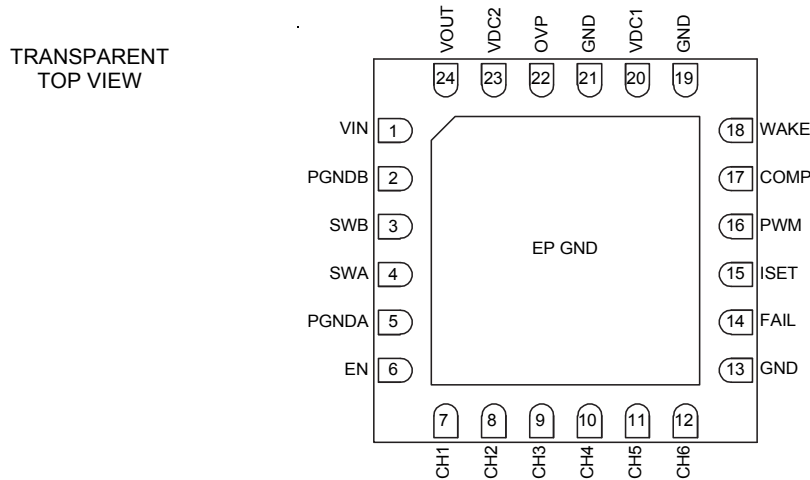 TRANSPARENT
TOP VIEW
VOUT
VDC2
OVP
GND
VDC1
GND
24
23
22
21
20
19
VIN 1
PGNDB 2
SWB 3
SWA 4
PGNDA 5
EN 6
EP GND
18 WAKE
17 COMP
16 PWM
15 ISET
14 FAIL
13 GND
7
8
9
10
11
12
CH1
CH2
CH3
CH4
CH5
CH6